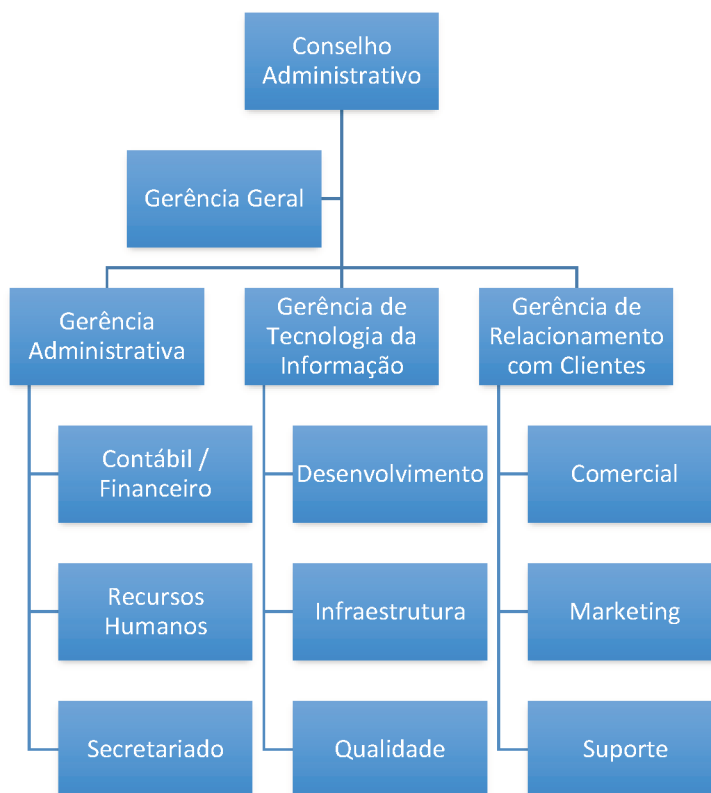 Conselho
Administrativo
Gerência Geral
Gerência
Administrativa
Gerência de
Tecnologia da
Informação
Gerência de
Relacionamento
com Clientes
Contábil /
Financeiro
Desenvolvimento
Comercial
Recursos
Humanos
Infraestrutura
Marketing
Secretariado
Qualidade
Suporte